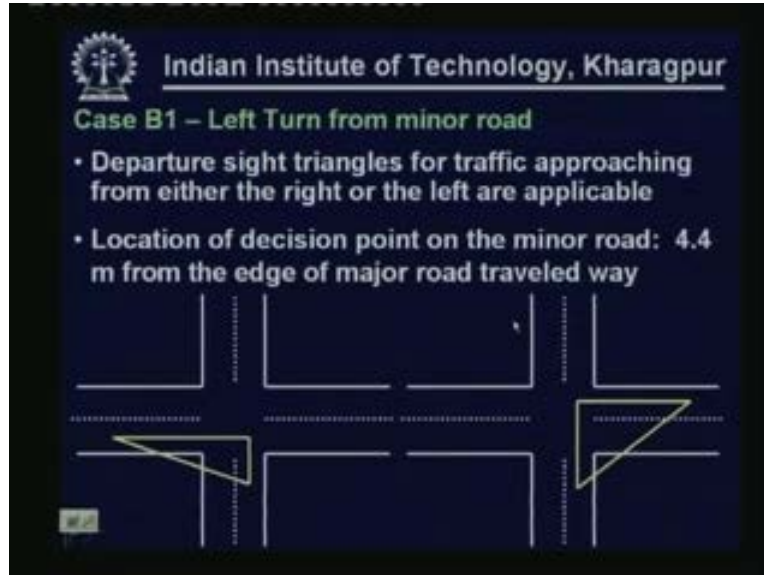 Indian Institute of Technology, Kharagpur
Case B1 – Left Turn from minor road
• Departure sight triangles for traffic approaching
from either the right or the left are applicable
• Location of decision point on the minor road: 4.4
m from the edge of major road traveled way